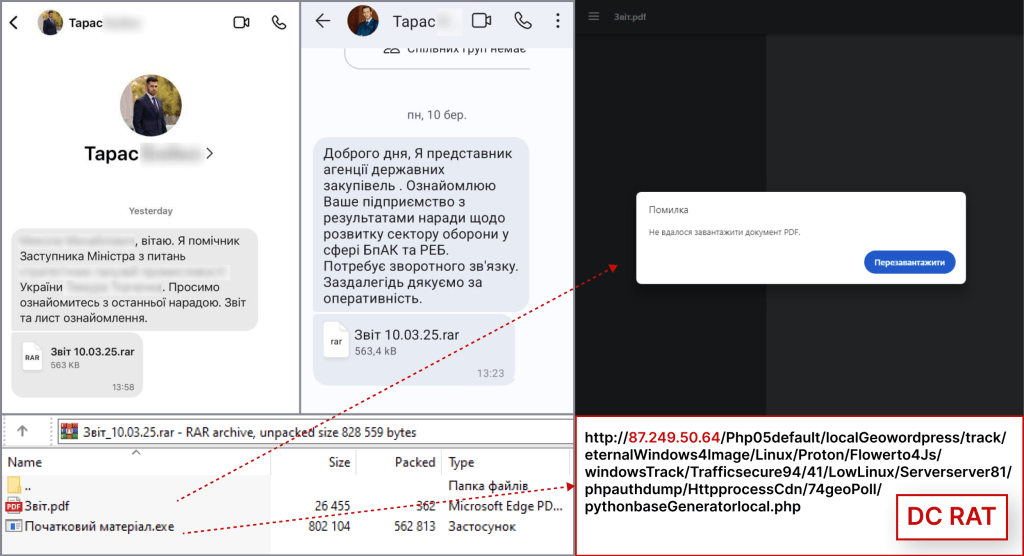 Тарас
Тарас
Yesterday
, вітаю. Я помічник
Заступника Міністра з питань
України
. Просимо
ознайомитесь з останньої нарадою. Звіт
та лист ознайомлення.
RAR
Звіт 10.03.25.rar
563 KB
13:58
Тарас
Спільних груп немає
пн, 10 бер.
Доброго дня, Я представник
агенції державних
закупівель . Ознайомлюю
Ваше підприємство з
результатами наради щодо
розвитку сектору оборони у
сфері БпАК та РЕБ.
Потребує зворотного зв'язку.
Заздалегідь дякуємо за
оперативність.
rar
Звіт 10.03.25.rar
563,4 kB
13:23
Звіт.pdf
Помилка
Не вдалося завантажити документ PDF.
Перезавантажити
Звіт_10.03.25.rar - RAR archive, unpacked size 828 559 bytes
Name Size Packed Type
.. Папка файлів
PDF Звіт.pdf 26 455 362 Microsoft Edge PD...
Початковий матеріал.exe 802 104 562 813 Застосунок
http://87.249.50.64/Php05default/localGeowordpress/track/
eternalWindows4Image/Linux/Proton/Flowerto4Js/
windowsTrack/Trafficsecure94/41/LowLinux/Serverserver81/
phpauthdump/HttpprocessCdn/74geoPoll/
pythonbaseGeneratorlocal.php
DC RAT